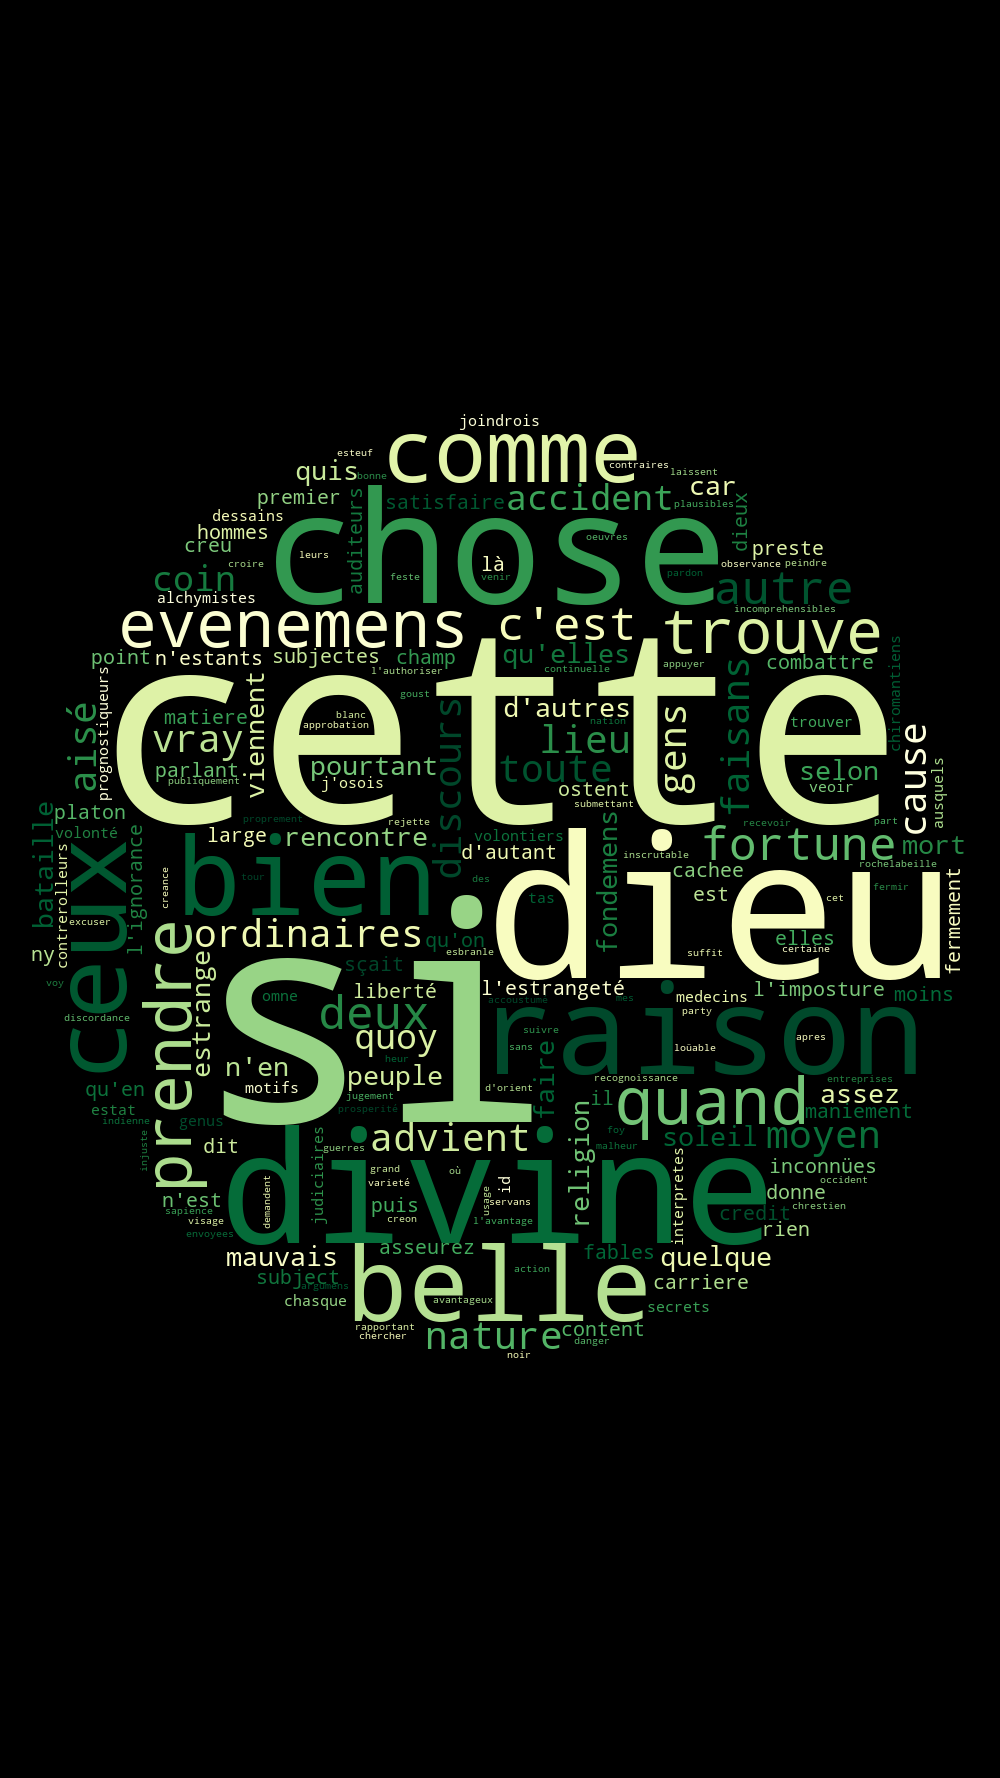 joindrois
comme
esteuf
quis
bonne
contraires
laissent
premier
satisfaire
accident
car
plausibles
dessains
hommes
auditeurs
chose
dieux
creu
croire
leurs
là
oeuvres
preste
observance
peindre
coin
feste
venir
pardon
autre
alchymistes
evenemens
c'est
incomprehensibles
trouve
point
n'estants
subjectes
champ
qu'elles
appuyer
combattre
chiromantiens
l'authoriser
continuelle
prognostiqueurs
aisé
viennent
cette
goust
d'autres
gens
faisans
matiere
blanc
approbation
nation
trouver
vray
discours
lieu
cause
parlant
publiquement
pourtant
j'osois
toute
selon
veoir
ausquels
ostent
submettant
platon
volonté
proprement
rejette
recevoir
part
bataille
ceux
l'ignorance
large
rencontre
volontiers
fortune
mort
contrerolleurs
bien
d'autant
fondemens
inscrutable
rochelabeille
creance
tour
des
dieu
cachee
fermir
fermement
excuser
tas
est
cet
ny
prendre
ordinaires
qu'on
esbranle
elles
certaine
suffit
voy
estrange
si
sçait
l'estrangeté
l'imposture
moins
omne
liberté
accoustume
mes
medecins
party
discordance
deux
quoy
suivre
raison
sans
loüable
apres
n'en
heur
faire
motifs
peuple
d'orient
recognoissance
entreprises
qu'en
jugement
il
quand
assez
estat
prosperité
maniement
indienne
genus
judiciaires
divine
advient
religion
foy
malheur
soleil
moyen
injuste
dit
guerres
grand
où
interpretes
inconnües
varieté
id
occident
n'est
demandent
puis
usage
servans
donne
chrestien
sapience
visage
creon
l'avantage
credit
envoyees
rien
mauvais
asseurez
fables
quelque
subject
argumens
belle
action
carriere
chasque
avantageux
secrets
rapportant
chercher
nature
content
danger
noir